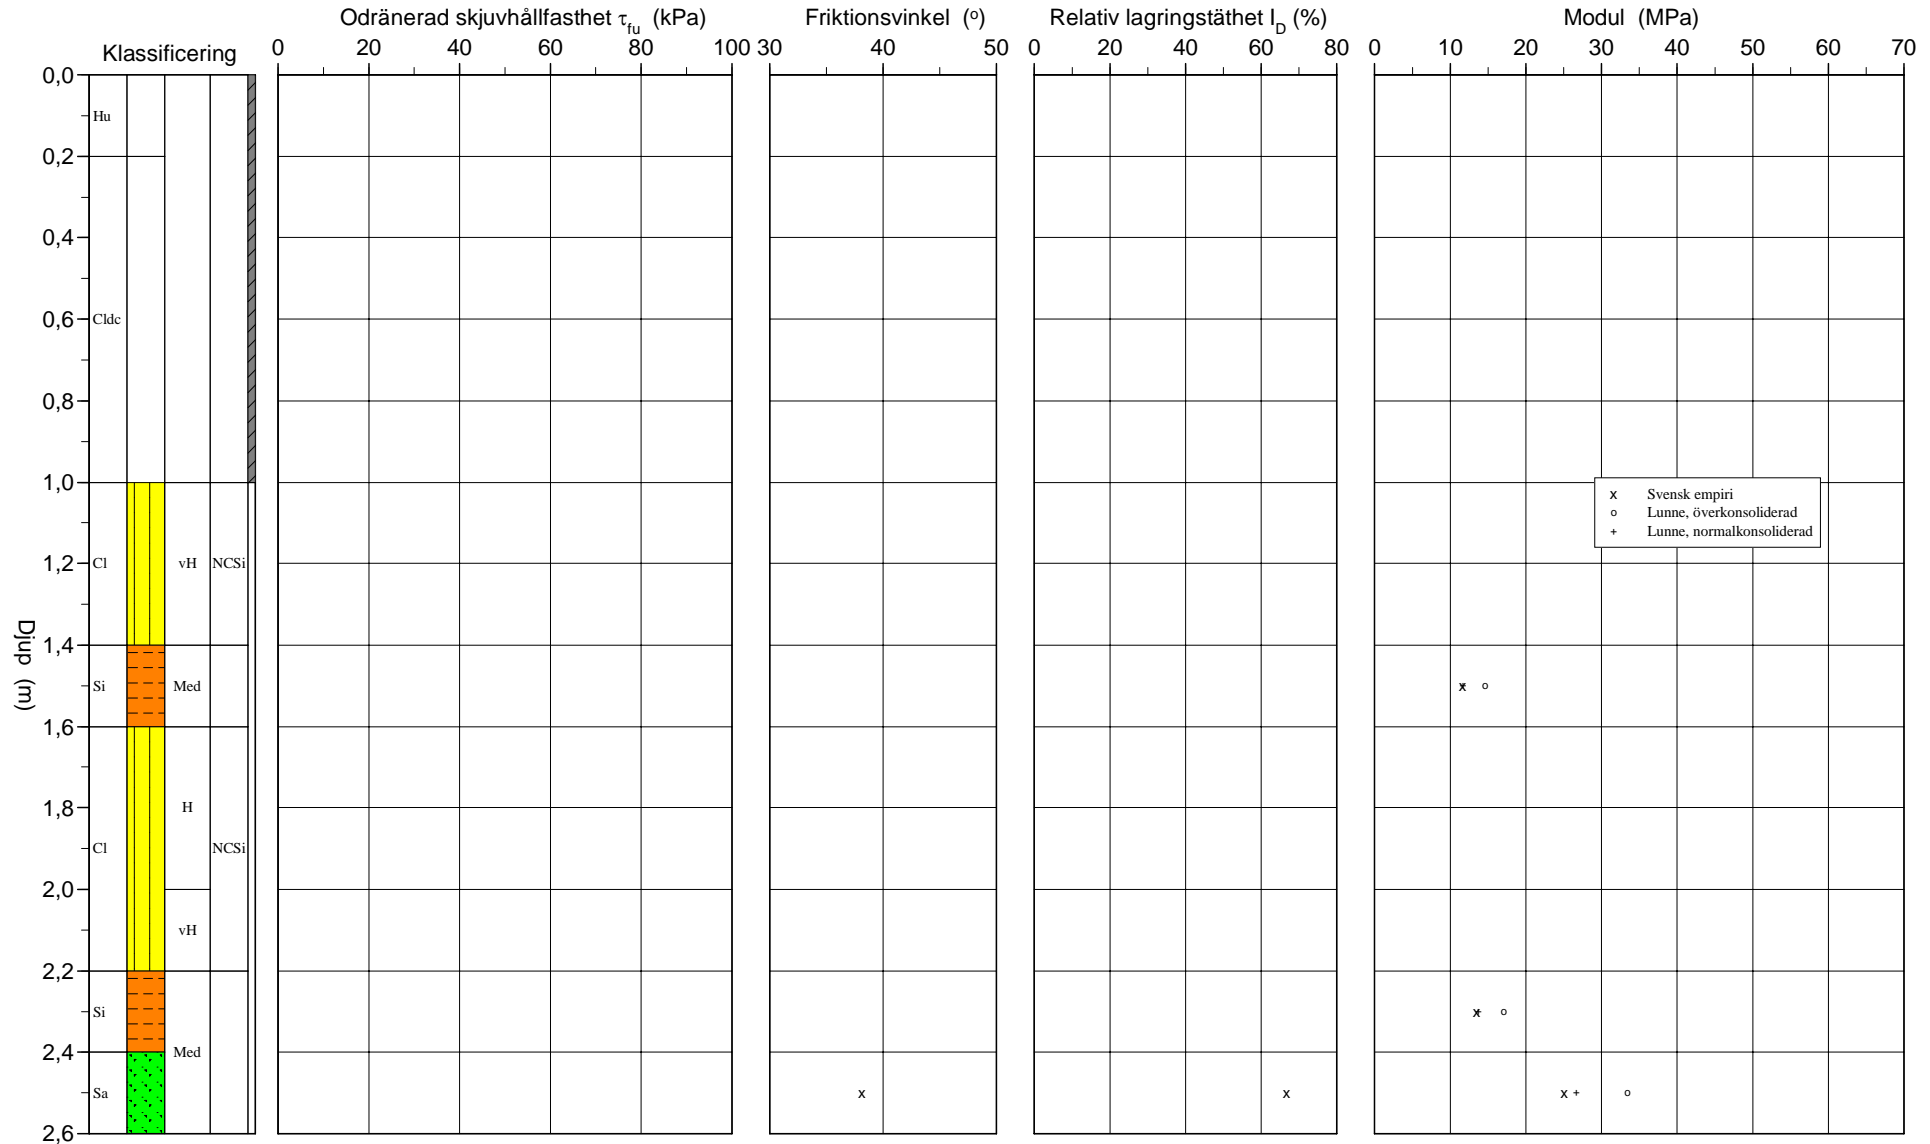 Odränerad skjuvhållfasthet τfu (kPa)
Friktionsvinkel (o)
Relativ lagringstäthet ID (%)
Modul (MPa)
Klassificering
0 20 40 60 80 100
30 40 50
0 20 40 60 80
0 10 20 30 40 50 60 70
Djup (m)
0,0
Hu
0,2
0,4
Cldc
0,6
0,8
1,0
x Svensk empiri
o Lunne, överkonsoliderad
+ Lunne, normalkonsoliderad
1,2
Cl vH NCSi
1,4
Si Med
1,6
1,8
H
Cl NCSi
2,0
vH
2,2
Si
2,4
Med
Sa
2,6